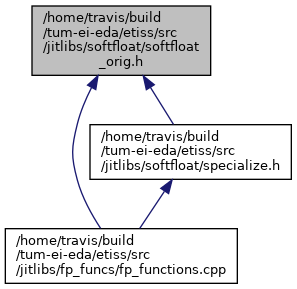 /home/travis/build
/tum-ei-eda/etiss/src
/jitlibs/softfloat/softfloat
_orig.h
/home/travis/build
/tum-ei-eda/etiss/src
/jitlibs/softfloat/specialize.h
/home/travis/build
/tum-ei-eda/etiss/src
/jitlibs/fp_funcs/fp_functions.cpp